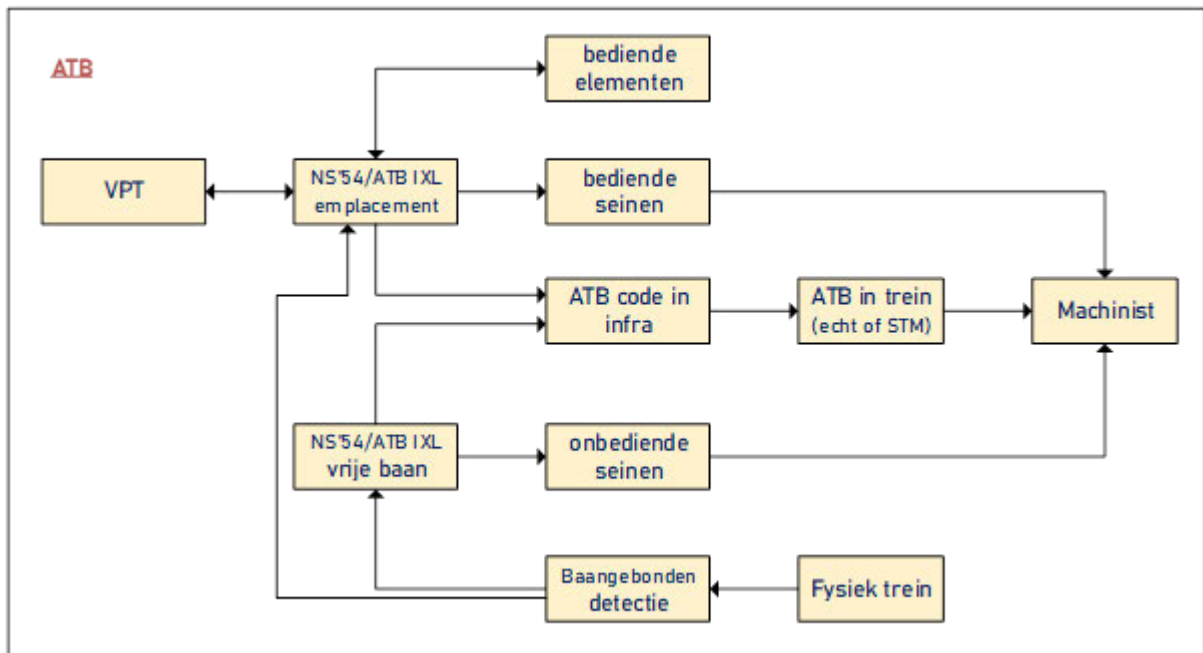 ATB
bediende
elementen
VPT
NS'54/ATB IXL
emplacement
bediende
seinen
ATB code in
infra
ATB in trein
(echt of STM)
Machinist
NS'54/ATB IXL
vrije baan
onbediende
seinen
Baangebonden
detectie
Fysiek trein